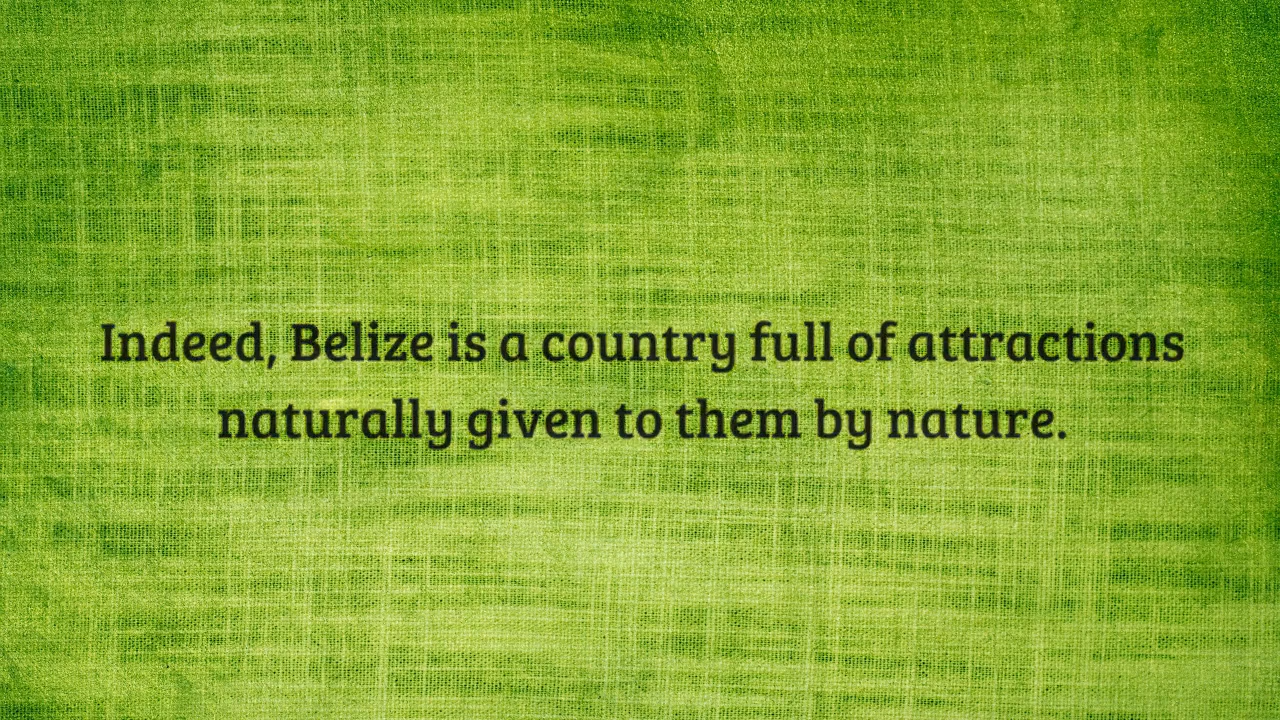 Indeed, Belize is a country full of attractions
naturally given to them by nature.